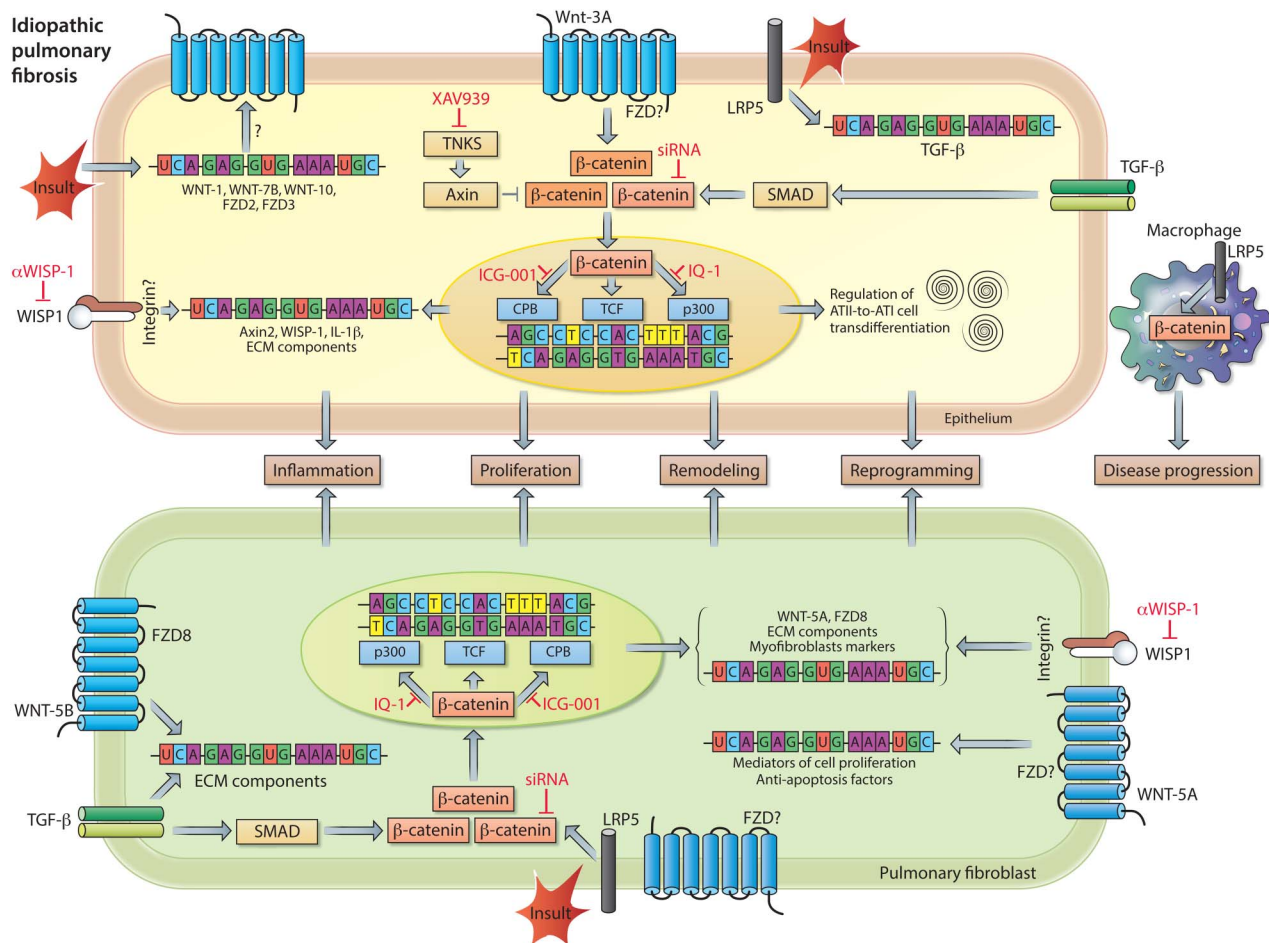 Idiopathic
pulmonary
fibrosis
Wnt-3A
Insult
FZD?
LRP5
XAV939
TNKS
Axin
?
UCA-GAG-GUG-AAA-UGC
WNT-1, WNT-7B, WNT-10,
FZD2, FZD3
Insult
β-catenin
siRNA
β-catenin
β-catenin
SMAD
UCA-GAG-GUG-AAA-UGC
TGF-β
TGF-β
Macrophage
LRP5
β-catenin
αWISP-1
WISP1
Integrin?
UCA-GAG-GUG-AAA-UGC
Axin2, WISP-1, IL-1β,
ECM components
β-catenin
ICG-001
IQ-1
CPB
TCF
p300
AGC-CTC-CAC-TTT-ACG
TCA-GAG-GTG-AAA-TGC
Regulation of
ATII-to-ATI cell
transdifferentiation
Epithelium
Inflammation
Proliferation
Remodeling
Reprogramming
Disease progression
FZD8
WNT-5B
AGC-CTC-CAC-TTT-ACG
TCA-GAG-GTG-AAA-TGC
p300
TCF
CPB
IQ-1
β-catenin
ICG-001
WNT-5A, FZD8
ECM components
Myofibroblasts markers
UCA-GAG-GUG-AAA-UGC
Integrin?
αWISP-1
WISP1
UCA-GAG-GUG-AAA-UGC
ECM components
UCA-GAG-GUG-AAA-UGC
Mediators of cell proliferation
Anti-apoptosis factors
FZD?
WNT-5A
TGF-β
SMAD
β-catenin
siRNA
β-catenin
β-catenin
LRP5
FZD?
Insult
Pulmonary fibroblast